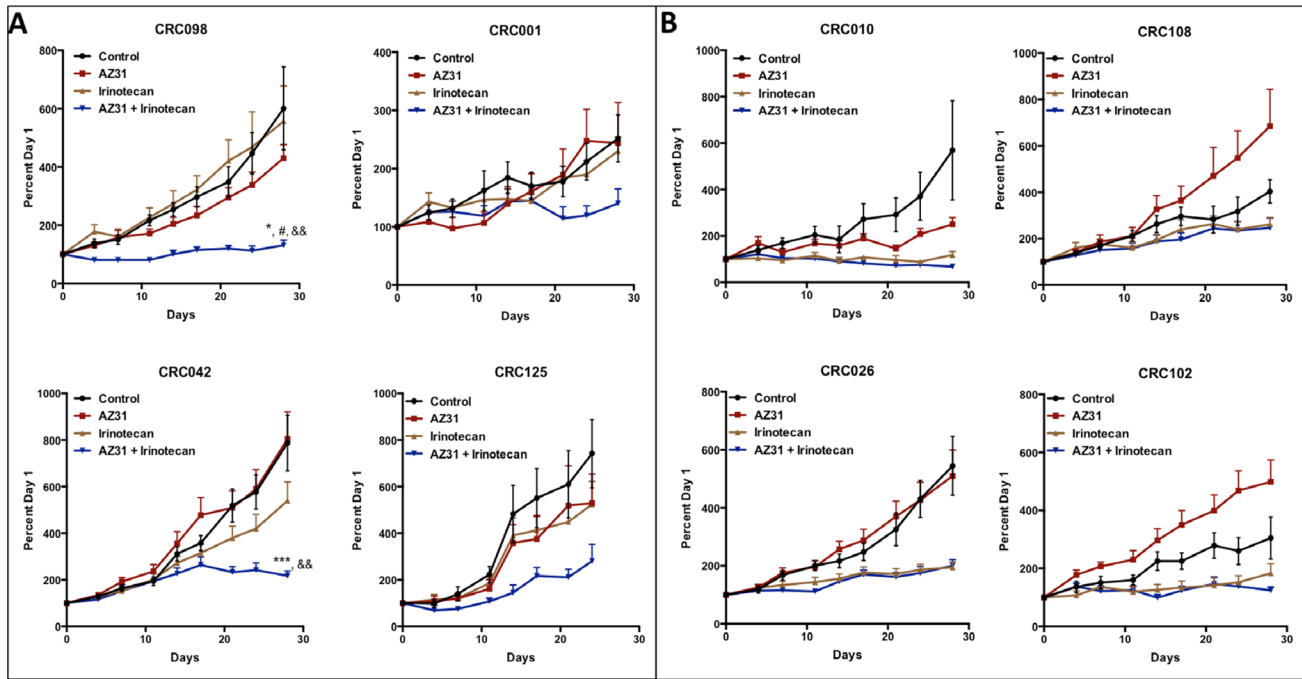 A
CRC098
Percent Day 1
800
600
400
200
0
Control
AZ31
Irinotecan
AZ31 + Irinotecan
*, #, &&
0 10 20 30
Days
CRC001
Percent Day 1
400
300
200
100
0
Control
AZ31
Irinotecan
AZ31 + Irinotecan
0 10 20 30
Days
CRC042
Percent Day 1
1000
800
600
400
200
0
Control
AZ31
Irinotecan
AZ31 + Irinotecan
***, &&
0 10 20 30
Days
CRC125
Percent Day 1
1000
800
600
400
200
0
Control
AZ31
Irinotecan
AZ31 + Irinotecan
0 10 20 30
Days
B
CRC010
Percent Day 1
1000
800
600
400
200
0
Control
AZ31
Irinotecan
AZ31 + Irinotecan
0 10 20 30
Days
CRC108
Percent Day 1
1000
800
600
400
200
0
Control
AZ31
Irinotecan
AZ31 + Irinotecan
0 10 20 30
Days
CRC026
Percent Day 1
800
600
400
200
0
Control
AZ31
Irinotecan
AZ31 + Irinotecan
0 10 20 30
Days
CRC102
Percent Day 1
800
600
400
200
0
Control
AZ31
Irinotecan
AZ31 + Irinotecan
0 10 20 30
Days